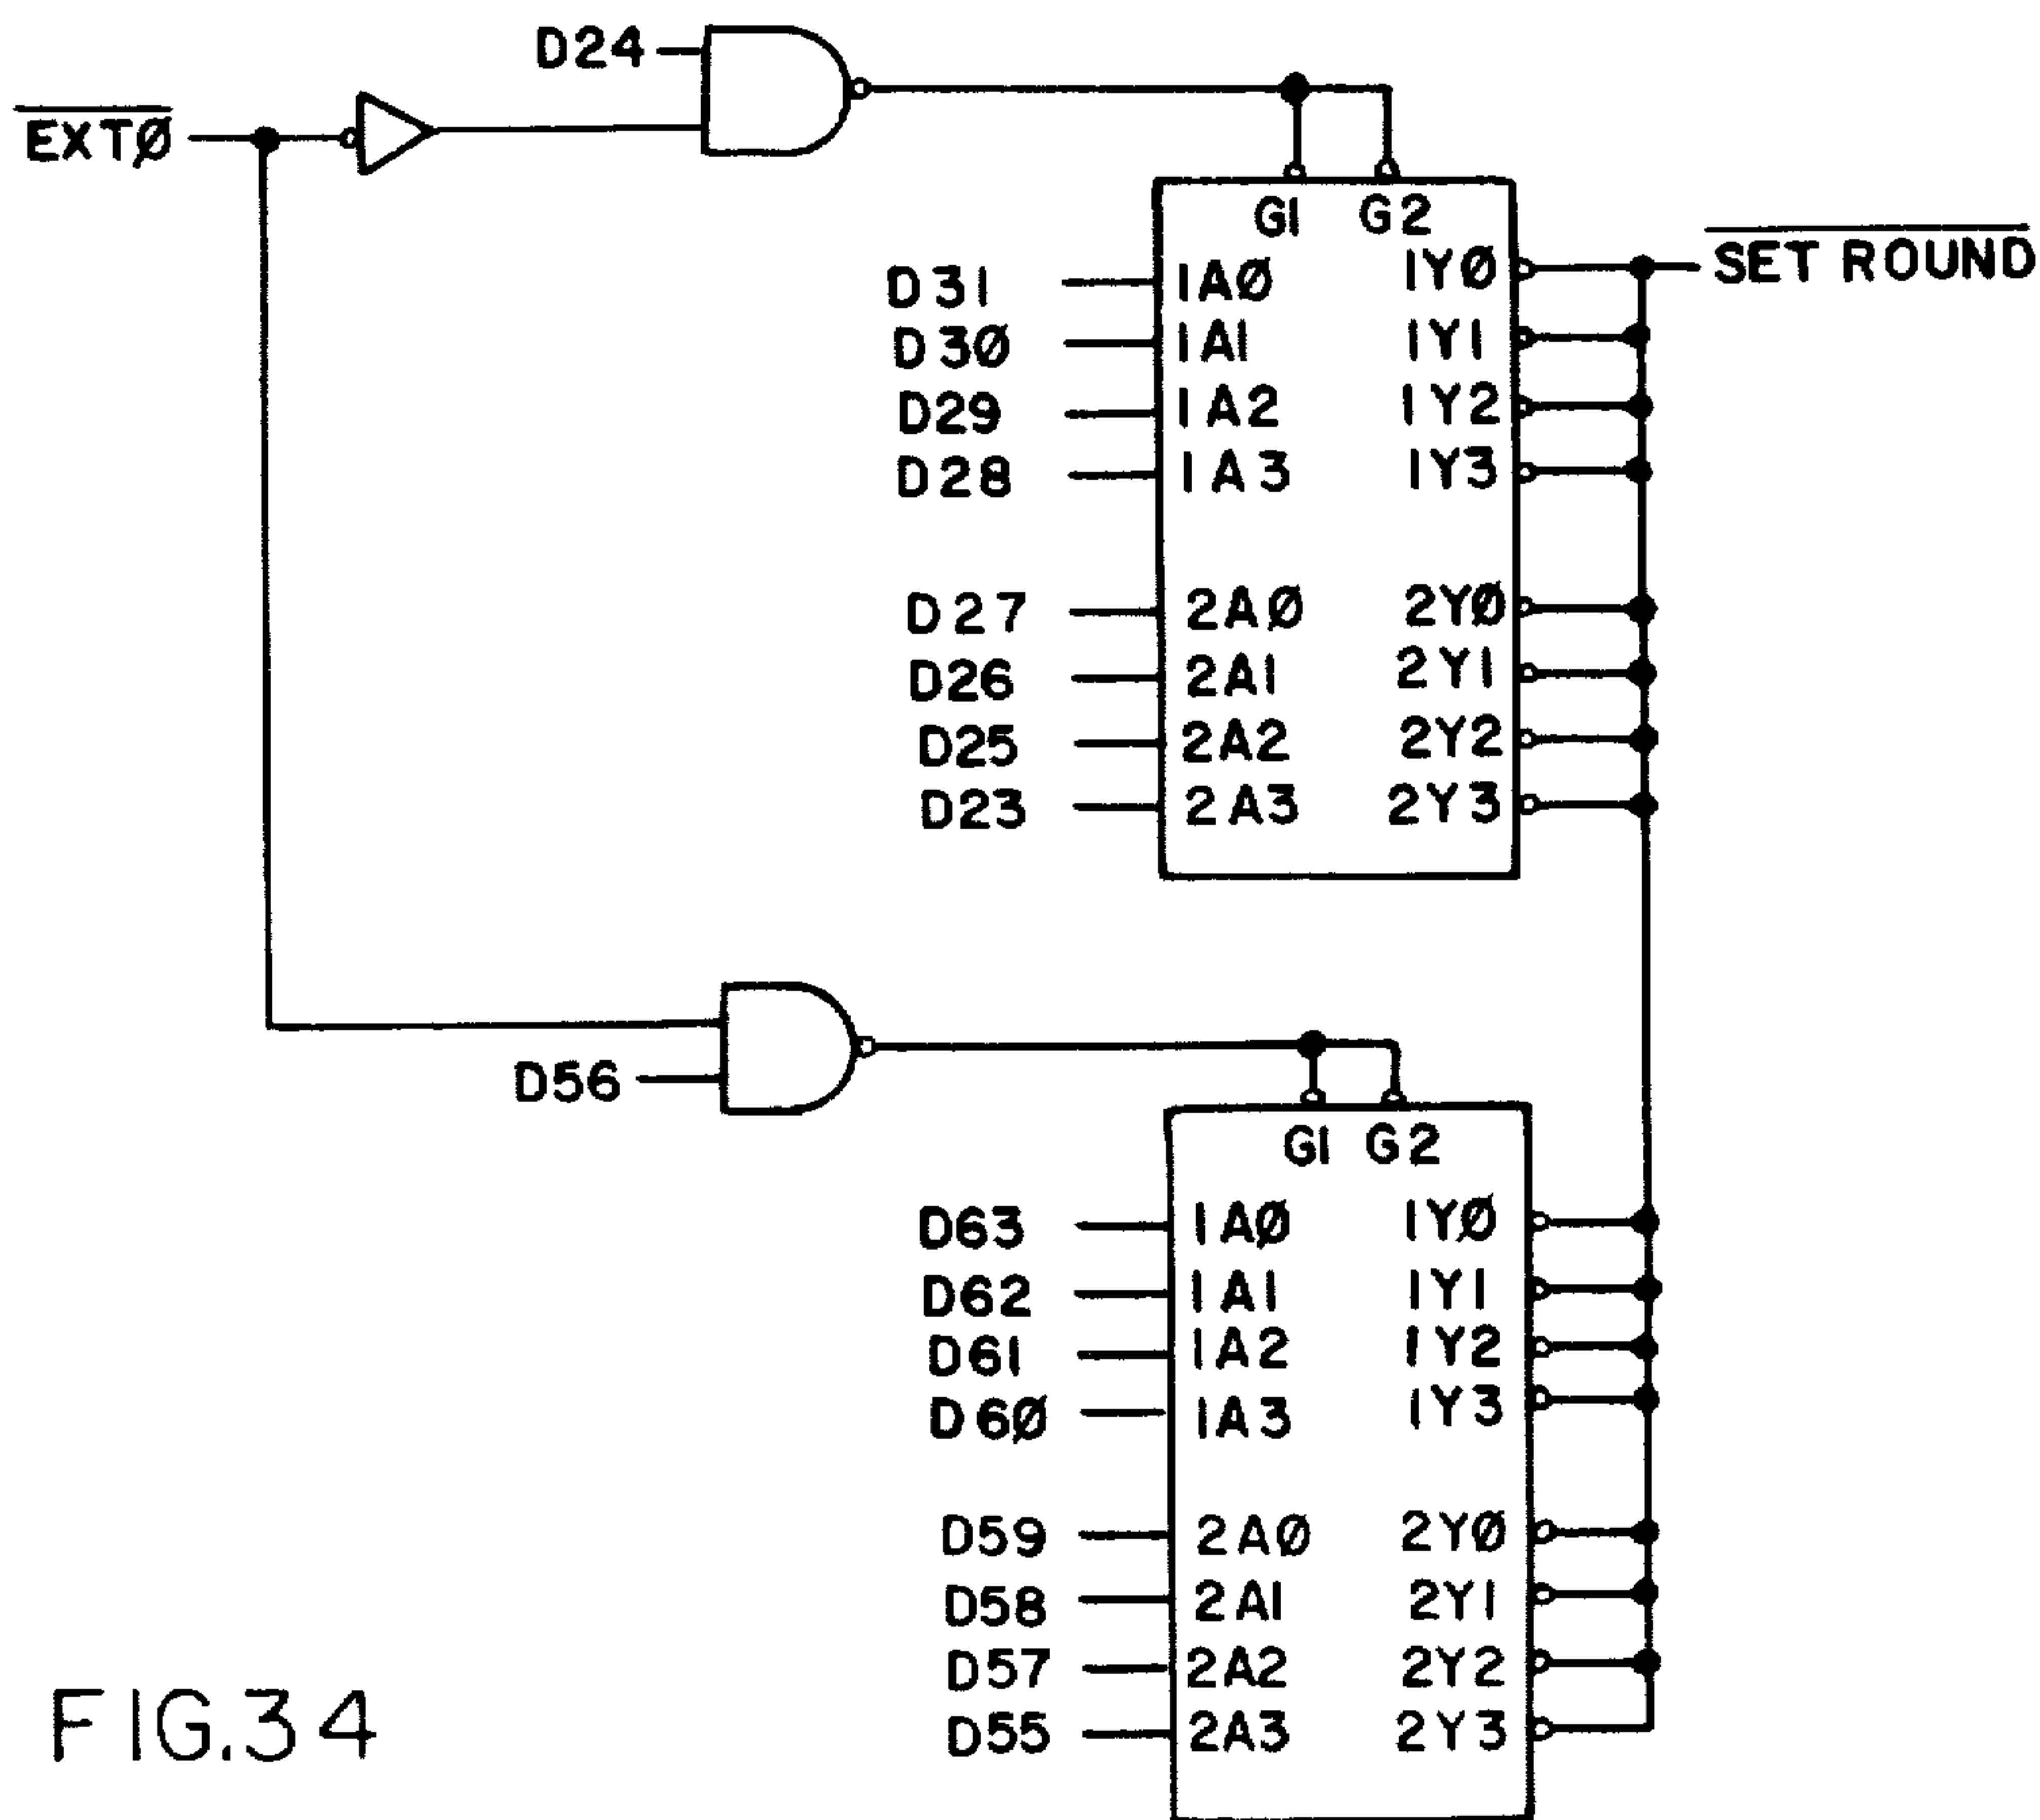 D24
EXTØ
G1 G2
D31 1AØ 1YØ SET ROUND
D3Ø 1A1 1Y1
D29 1A2 1Y2
D28 1A3 1Y3
D27 2AØ 2YØ
D26 2A1 2Y1
D25 2A2 2Y2
D23 2A3 2Y3
D56
G1 G2
D63 1AØ 1YØ
D62 1A1 1Y1
D61 1A2 1Y2
D6Ø 1A3 1Y3
D59 2AØ 2YØ
D58 2A1 2Y1
D57 2A2 2Y2
D55 2A3 2Y3
FIG.34